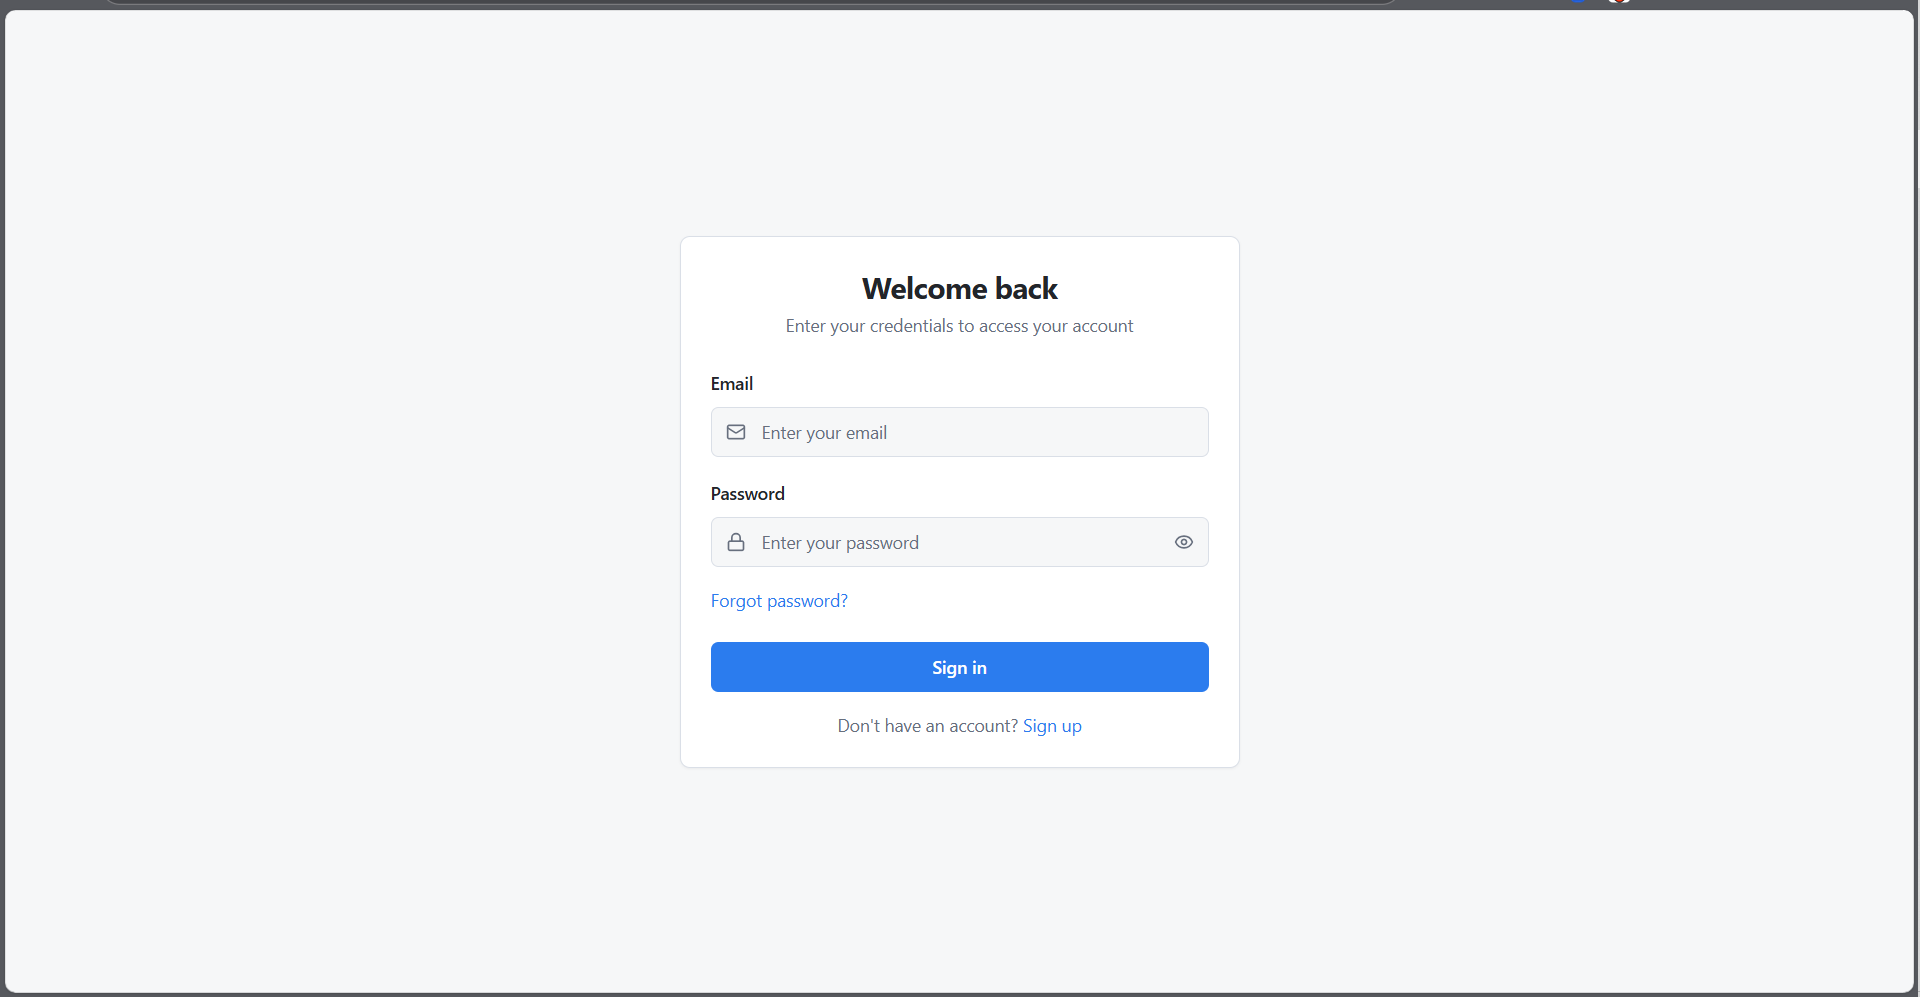 Welcome back
Enter your credentials to access your account
Email
Enter your email
Password
Enter your password
Forgot password?
Sign in
Don't have an account? Sign up